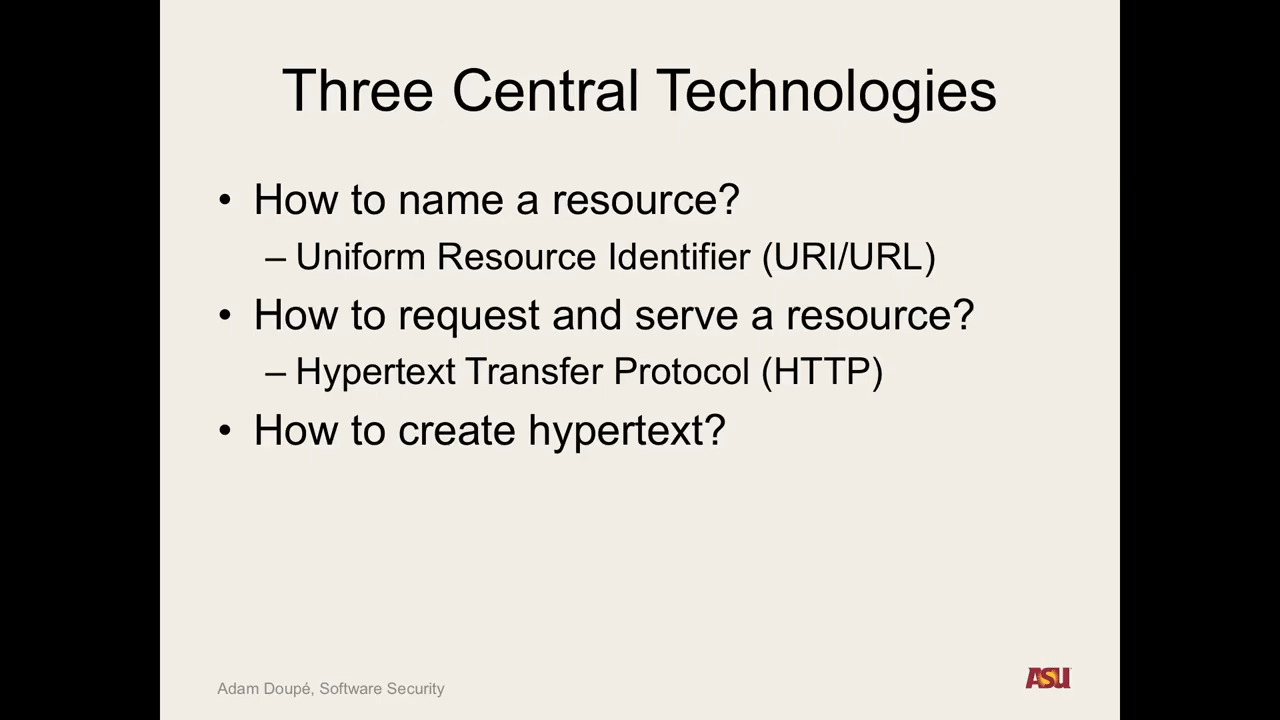 Three Central Technologies
• How to name a resource?
– Uniform Resource Identifier (URI/URL)
• How to request and serve a resource?
– Hypertext Transfer Protocol (HTTP)
• How to create hypertext?
Adam Doupé, Software Security
ASU